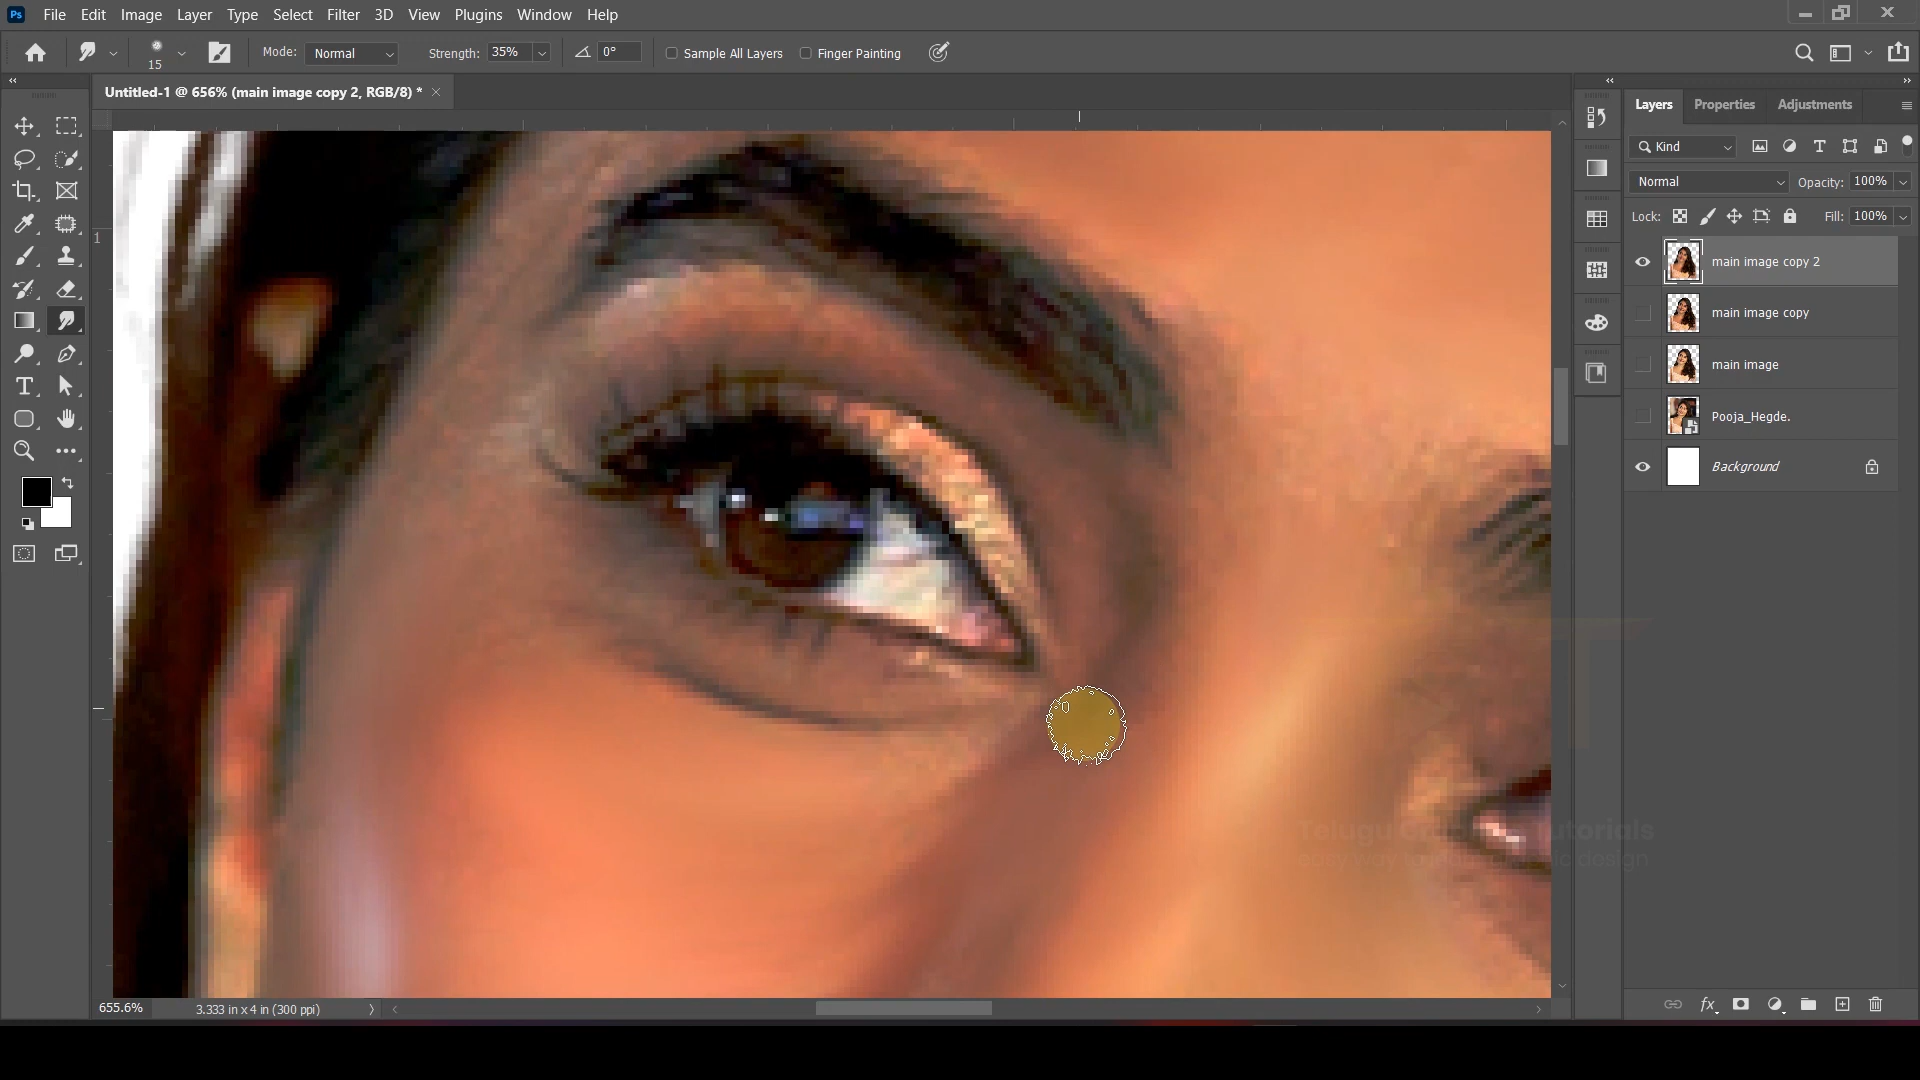 File Edit Image Layer Type Select Filter 3D View Plugins Window Help
15 Mode: Normal Strength: 35% 0° Sample All Layers Finger Painting
Untitled-1 @ 656% (main image copy 2, RGB/8) *
Layers Properties Adjustments
Kind
Normal Opacity: 100%
Lock: Fill: 100%
1
main image copy 2
main image copy
main image
Pooja_Hegde.
Background
Telugu Tutorials
655.6% 3.333 in x 4 in (300 ppi)